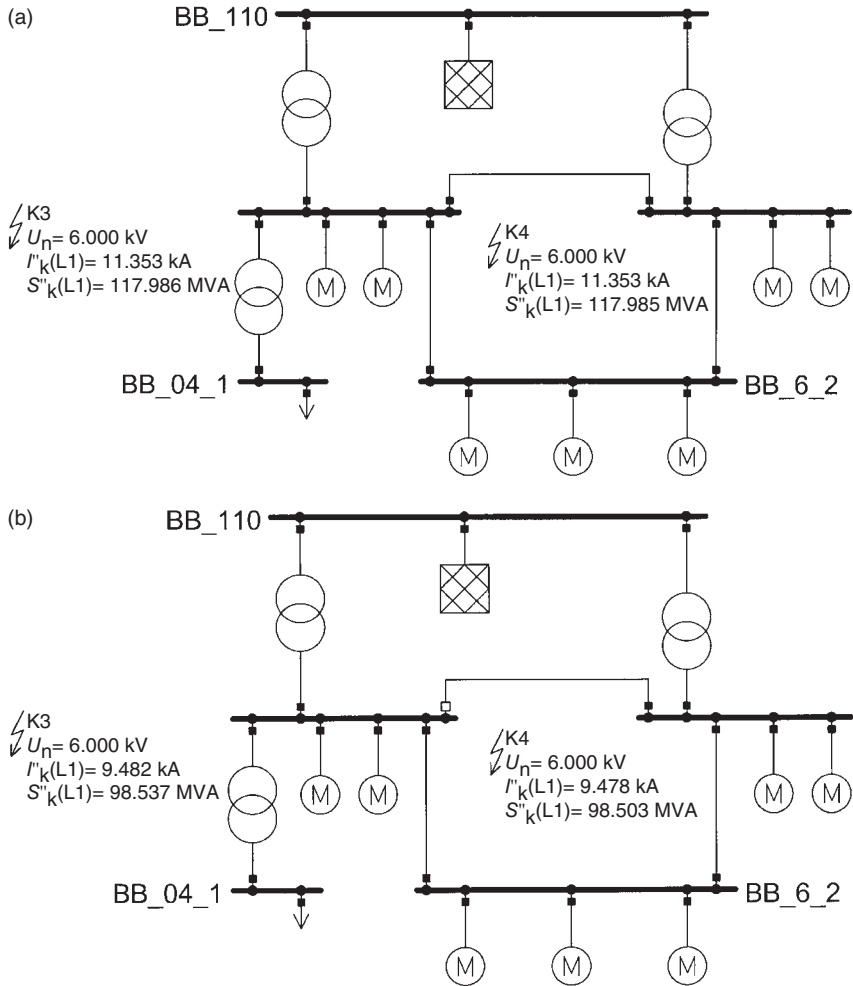 (a)
BB_110
K3
Un= 6.000 kV
I"k(L1)= 11.353 kA
S"k(L1)= 117.986 MVA
M
M
K4
Un= 6.000 kV
I"k(L1)= 11.353 kA
S"k(L1)= 117.985 MVA
M
M
BB_04_1
BB_6_2
M
M
M
(b)
BB_110
K3
Un= 6.000 kV
I"k(L1)= 9.482 kA
S"k(L1)= 98.537 MVA
M
M
K4
Un= 6.000 kV
I"k(L1)= 9.478 kA
S"k(L1)= 98.503 MVA
M
M
BB_04_1
BB_6_2
M
M
M